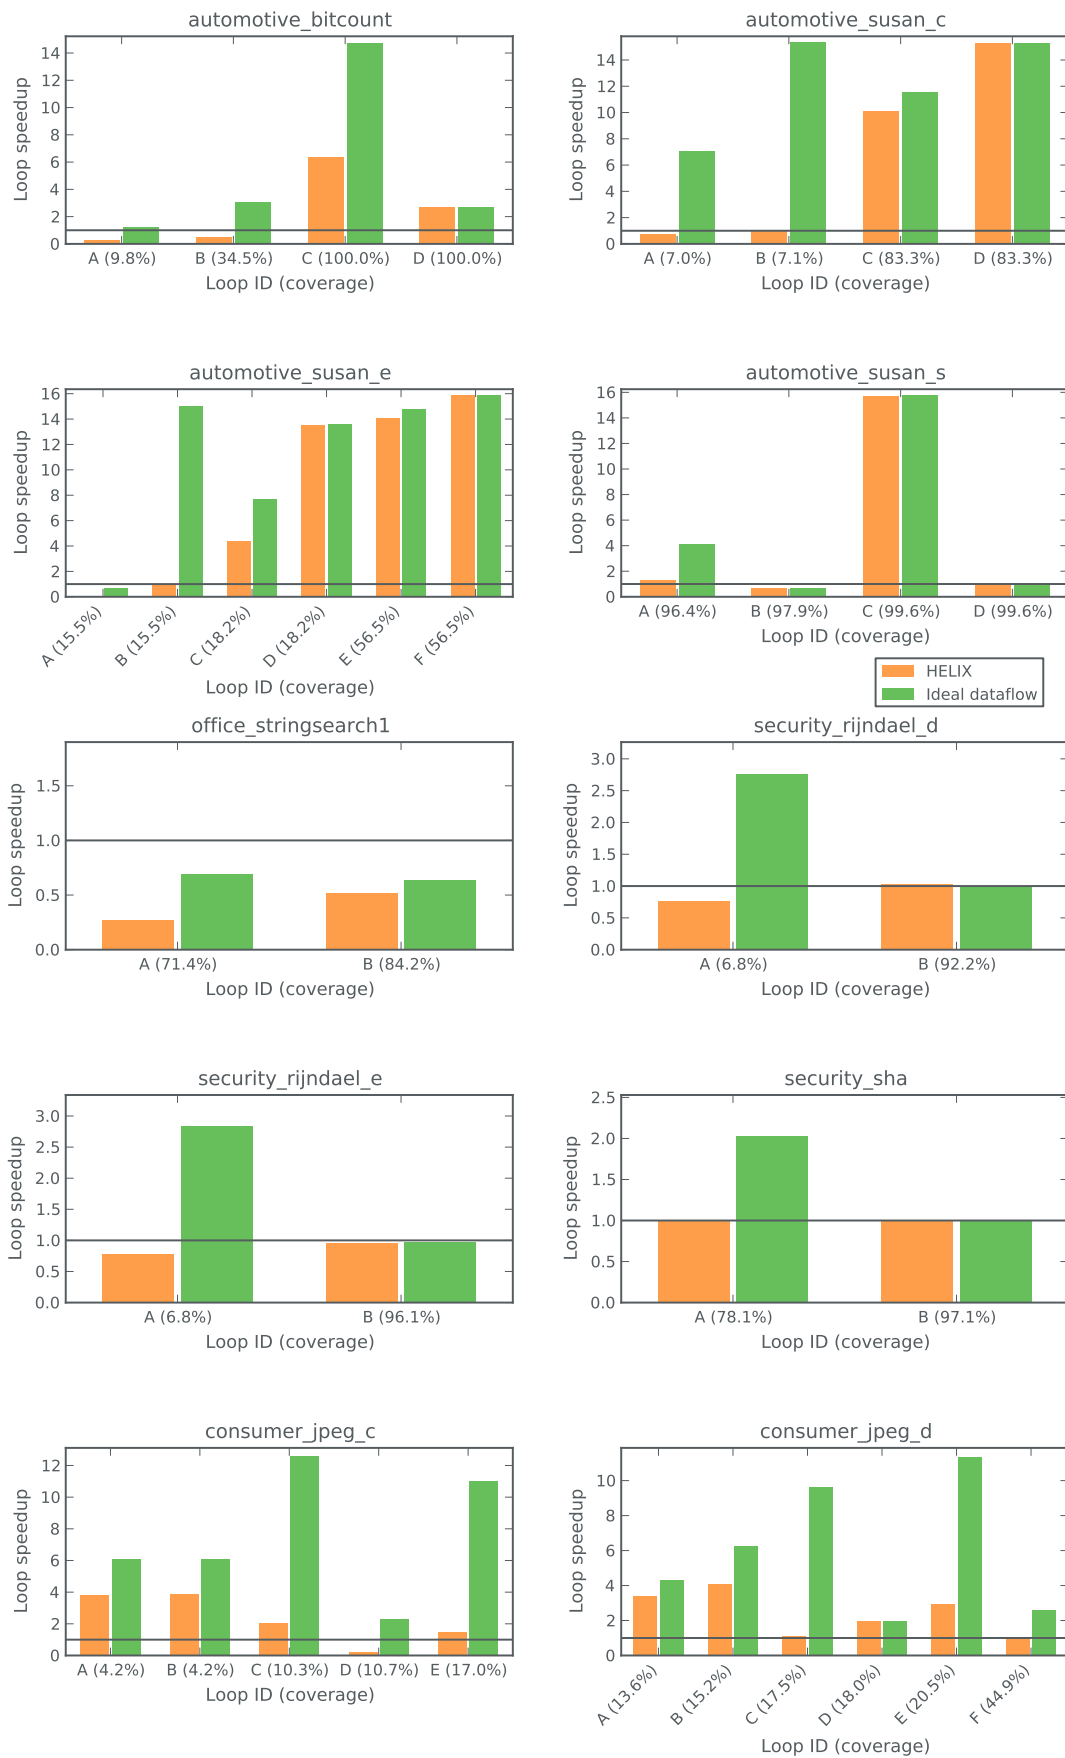 automotive_bitcount
Loop speedup
14
12
10
8
6
4
2
0
A (9.8%) B (34.5%) C (100.0%) D (100.0%)
Loop ID (coverage)
automotive_susan_c
Loop speedup
14
12
10
8
6
4
2
0
A (7.0%) B (7.1%) C (83.3%) D (83.3%)
Loop ID (coverage)
automotive_susan_e
Loop speedup
16
14
12
10
8
6
4
2
0
A (15.5%) B (15.5%) C (18.2%) D (18.2%) E (56.5%) F (56.5%)
Loop ID (coverage)
automotive_susan_s
Loop speedup
16
14
12
10
8
6
4
2
0
A (96.4%) B (97.9%) C (99.6%) D (99.6%)
Loop ID (coverage)
HELIX
Ideal dataflow
office_stringsearch1
Loop speedup
1.5
1.0
0.5
0.0
A (71.4%) B (84.2%)
Loop ID (coverage)
security_rijndael_d
Loop speedup
3.0
2.5
2.0
1.5
1.0
0.5
0.0
A (6.8%) B (92.2%)
Loop ID (coverage)
security_rijndael_e
Loop speedup
3.0
2.5
2.0
1.5
1.0
0.5
0.0
A (6.8%) B (96.1%)
Loop ID (coverage)
security_sha
Loop speedup
2.5
2.0
1.5
1.0
0.5
0.0
A (78.1%) B (97.1%)
Loop ID (coverage)
consumer_jpeg_c
Loop speedup
12
10
8
6
4
2
0
A (4.2%) B (4.2%) C (10.3%) D (10.7%) E (17.0%)
Loop ID (coverage)
consumer_jpeg_d
Loop speedup
10
8
6
4
2
0
A (13.6%) B (15.2%) C (17.5%) D (18.0%) E (20.5%) F (44.9%)
Loop ID (coverage)